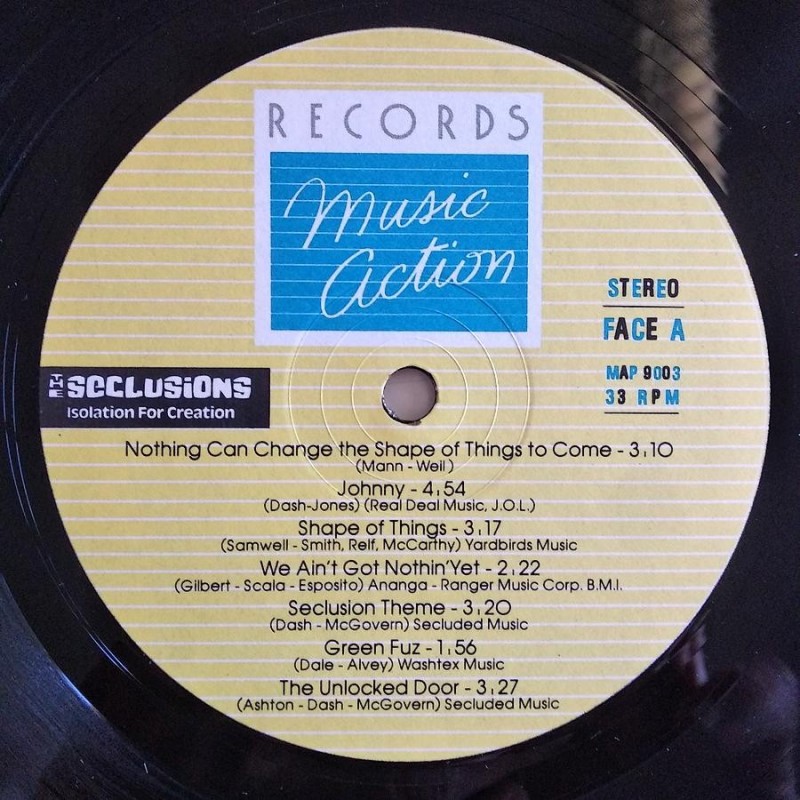 RECORDS
Music
Action
STEREO
FACE A
MAP 9003
33 RPM
THE SECLUSIONS
Isolation For Creation
Nothing Can Change the Shape of Things to Come - 3,10
(Mann - Weil)
Johnny - 4,54
(Dash-Jones) (Real Deal Music, J.O.L.)
Shape of Things - 3,17
(Samwell - Smith, Relf, McCarthy) Yardbirds Music
We Ain't Got Nothin'Yet - 2,22
(Gilbert - Scala - Esposito) Ananga - Ranger Music Corp. B.M.I.
Seclusion Theme - 3,20
(Dash - McGovern) Secluded Music
Green Fuz - 1,56
(Dale - Alvey) Washtex Music
The Unlocked Door - 3,27
(Ashton - Dash - McGovern) Secluded Music